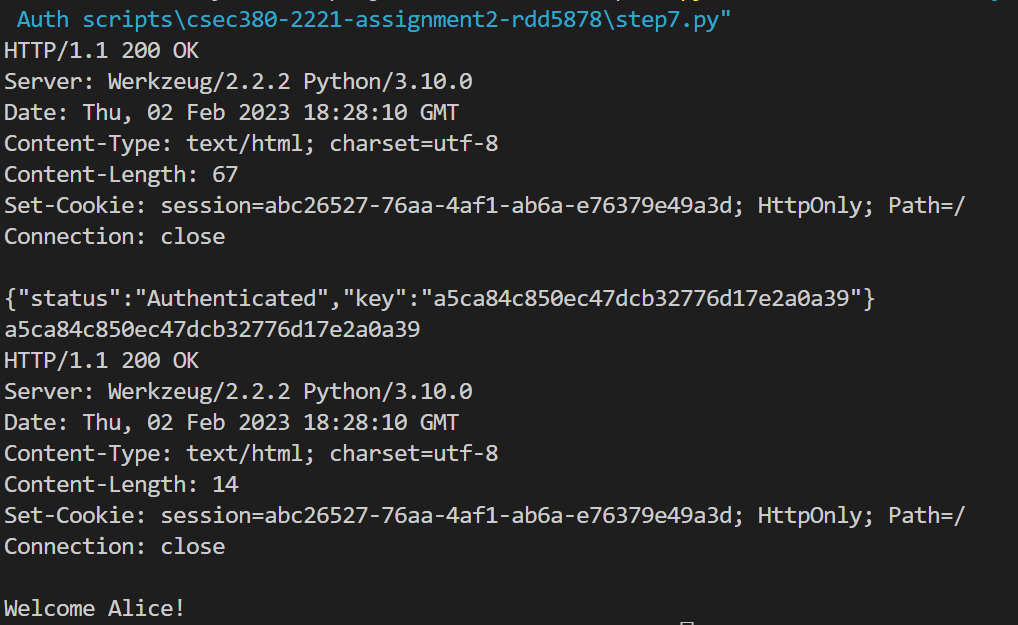 Auth scripts\csec380-2221-assignment2-rdd5878\step7.py"
HTTP/1.1 200 OK
Server: Werkzeug/2.2.2 Python/3.10.0
Date: Thu, 02 Feb 2023 18:28:10 GMT
Content-Type: text/html; charset=utf-8
Content-Length: 67
Set-Cookie: session=abc26527-76aa-4af1-ab6a-e76379e49a3d; HttpOnly; Path=/
Connection: close

{"status":"Authenticated","key":"a5ca84c850ec47dcb32776d17e2a0a39"}
a5ca84c850ec47dcb32776d17e2a0a39
HTTP/1.1 200 OK
Server: Werkzeug/2.2.2 Python/3.10.0
Date: Thu, 02 Feb 2023 18:28:10 GMT
Content-Type: text/html; charset=utf-8
Content-Length: 14
Set-Cookie: session=abc26527-76aa-4af1-ab6a-e76379e49a3d; HttpOnly; Path=/
Connection: close

Welcome Alice!